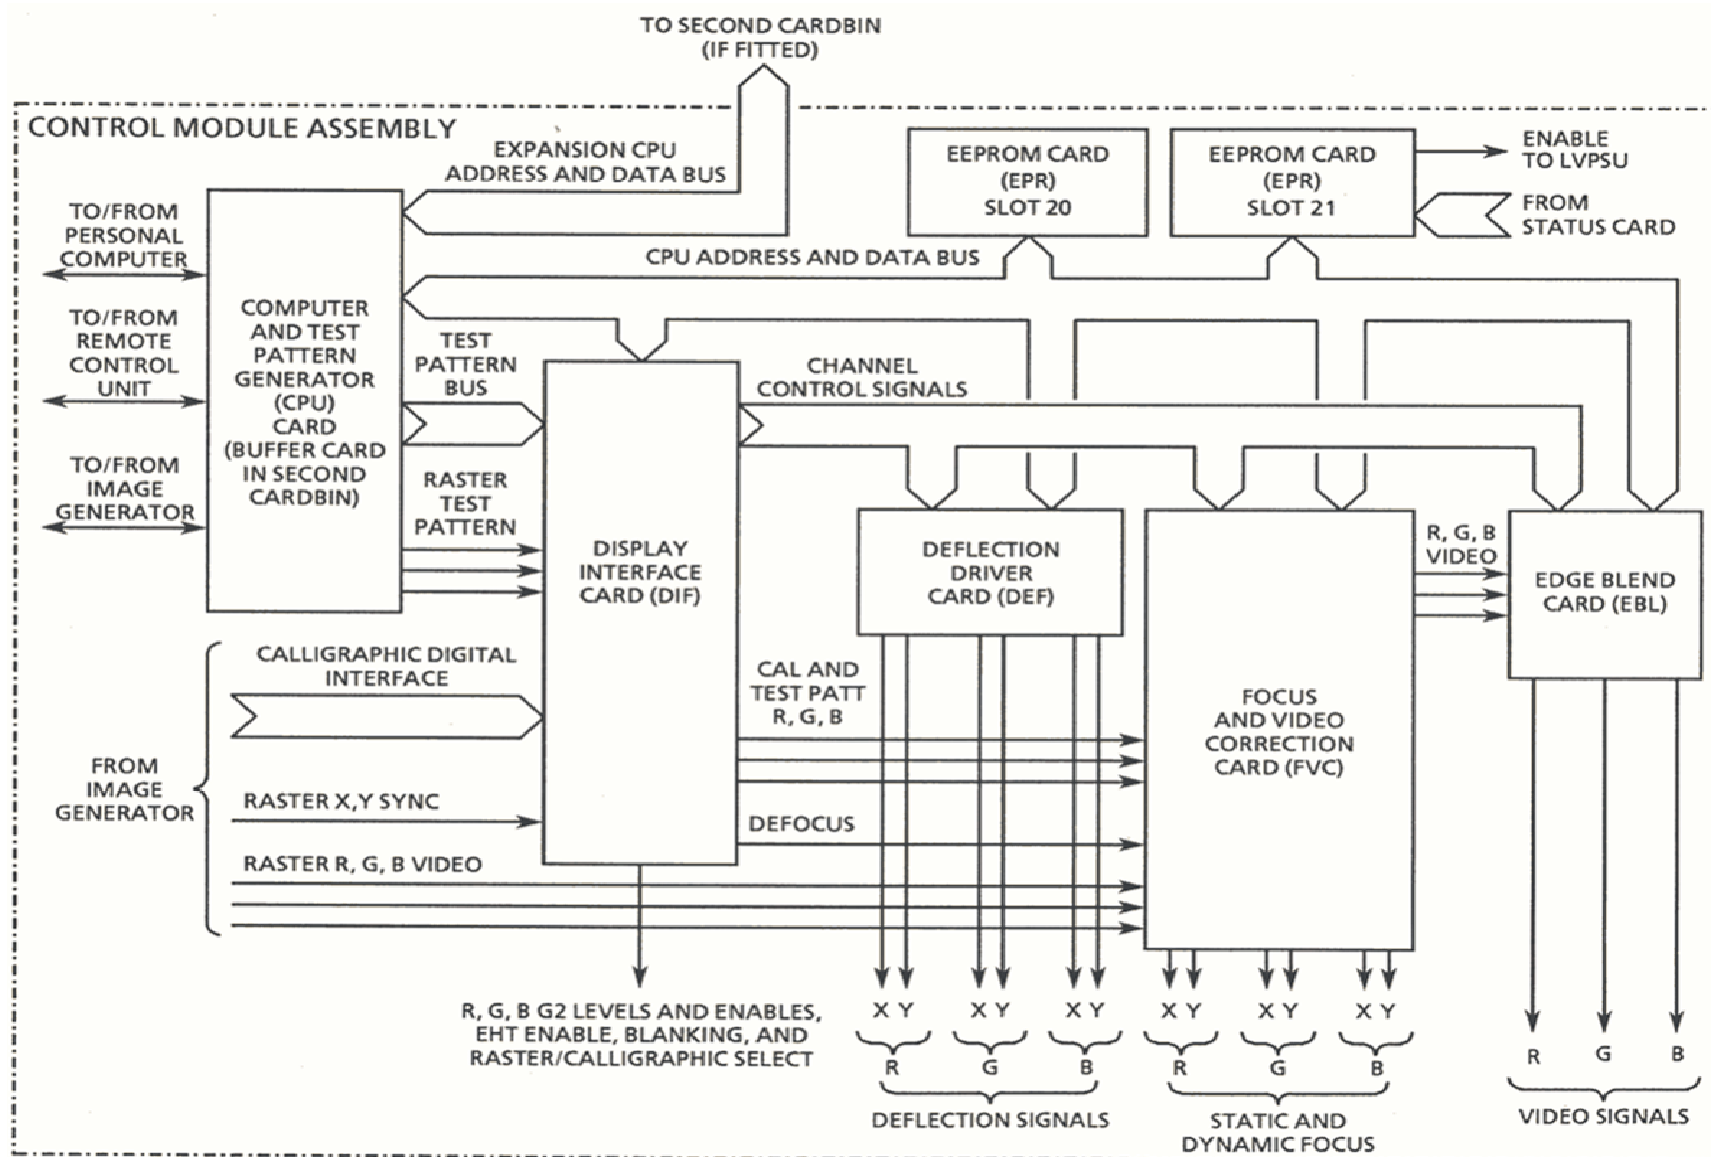 TO SECOND CARDBIN
(IF FITTED)
CONTROL MODULE ASSEMBLY
EXPANSION CPU
ADDRESS AND DATA BUS
EEPROM CARD
(EPR)
SLOT 20
EEPROM CARD
(EPR)
SLOT 21
ENABLE
TO LVPSU
FROM
STATUS CARD
TO/FROM
PERSONAL
COMPUTER
TO/FROM
REMOTE
CONTROL
UNIT
TO/FROM
IMAGE
GENERATOR
COMPUTER
AND TEST
PATTERN
GENERATOR
(CPU)
CARD
(BUFFER CARD
IN SECOND
CARDBIN)
CPU ADDRESS AND DATA BUS
TEST
PATTERN
BUS
RASTER
TEST
PATTERN
CHANNEL
CONTROL SIGNALS
DISPLAY
INTERFACE
CARD (DIF)
DEFLECTION
DRIVER
CARD (DEF)
R, G, B
VIDEO
EDGE BLEND
CARD (EBL)
FOCUS
AND VIDEO
CORRECTION
CARD (FVC)
CALLIGRAPHIC DIGITAL
INTERFACE
CAL AND
TEST PATT
R, G, B
FROM
IMAGE
GENERATOR
RASTER X,Y SYNC
DEFOCUS
RASTER R, G, B VIDEO
R, G, B G2 LEVELS AND ENABLES,
EHT ENABLE, BLANKING, AND
RASTER/CALLIGRAPHIC SELECT
X Y X Y X Y
R G B
DEFLECTION SIGNALS
X Y X Y X Y
R G B
STATIC AND
DYNAMIC FOCUS
R G B
VIDEO SIGNALS